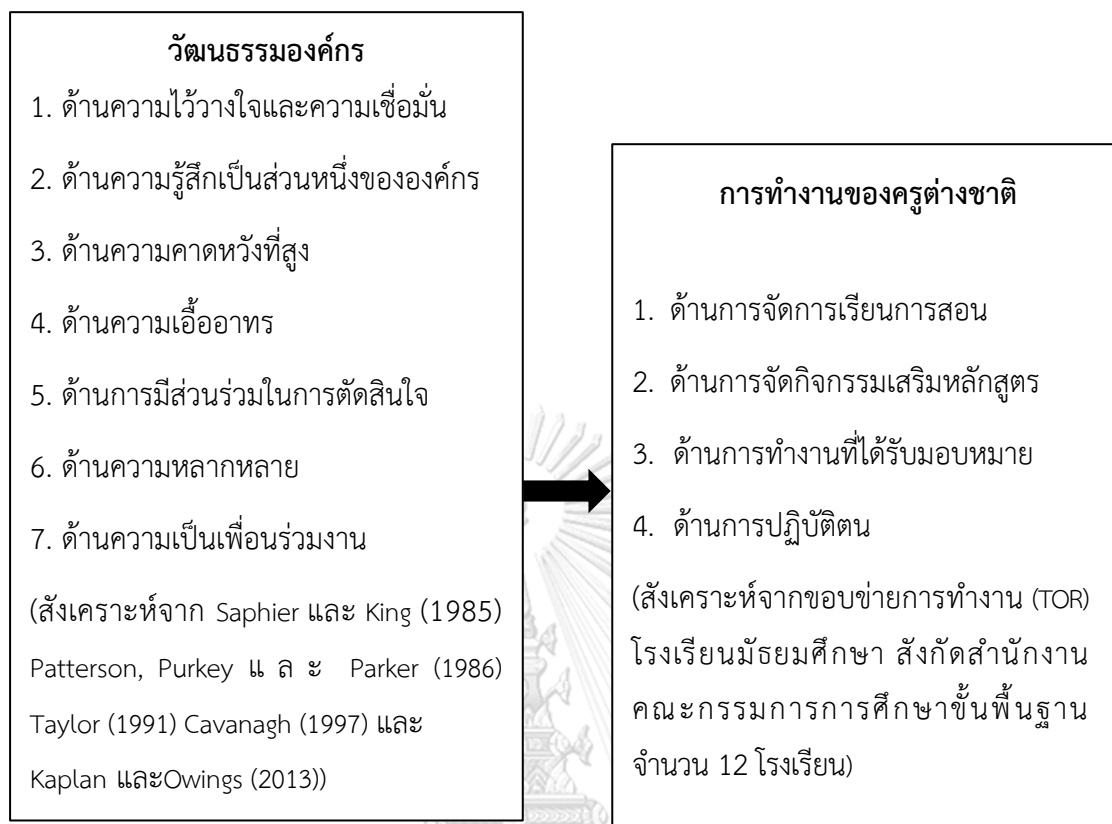 วัฒนธรรมองค์กร
1. ด้านความไว้วางใจและความเชื่อมั่น
2. ด้านความรู้สึกเป็นส่วนหนึ่งขององค์กร
3. ด้านความคาดหวังที่สูง
4. ด้านความเอื้ออาทร
5. ด้านการมีส่วนร่วมในการตัดสินใจ
6. ด้านความหลากหลาย
7. ด้านความเป็นเพื่อนร่วมงาน
(สังเคราะห์จาก Saphier และ King (1985)
Patterson, Purkey และ Parker (1986)
Taylor (1991) Cavanagh (1997) และ
Kaplan และOwings (2013))
การทำงานของครูต่างชาติ
1. ด้านการจัดการเรียนการสอน
2. ด้านการจัดกิจกรรมเสริมหลักสูตร
3. ด้านการทำงานที่ได้รับมอบหมาย
4. ด้านการปฏิบัติตน
(สังเคราะห์จากขอบข่ายการทำงาน (TOR)
โรงเรียนมัธยมศึกษา สังกัดสำนักงาน
คณะกรรมการการศึกษาขั้นพื้นฐาน
จำนวน 12 โรงเรียน)